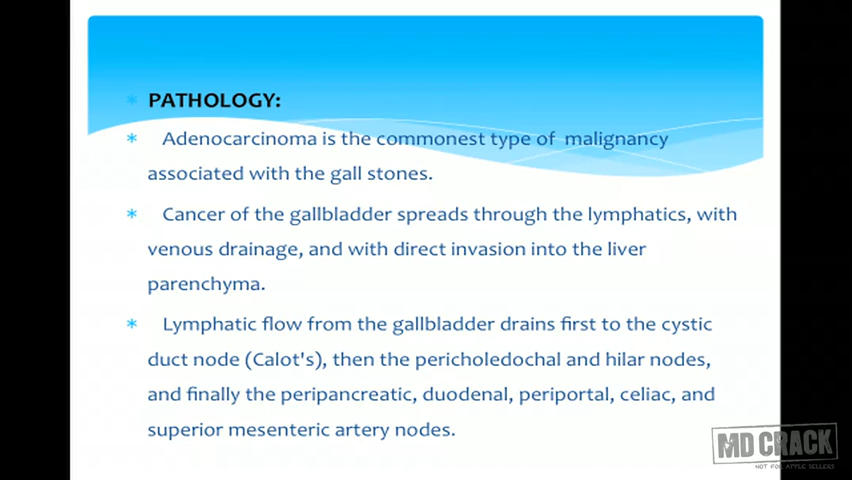 * PATHOLOGY:
* Adenocarcinoma is the commonest type of malignancy
associated with the gall stones.
* Cancer of the gallbladder spreads through the lymphatics, with
venous drainage, and with direct invasion into the liver
parenchyma.
* Lymphatic flow from the gallbladder drains first to the cystic
duct node (Calot's), then the pericholedochal and hilar nodes,
and finally the peripancreatic, duodenal, periportal, celiac, and
superior mesenteric artery nodes.
MD CRACK
NOT FOR APPLE SELLERS